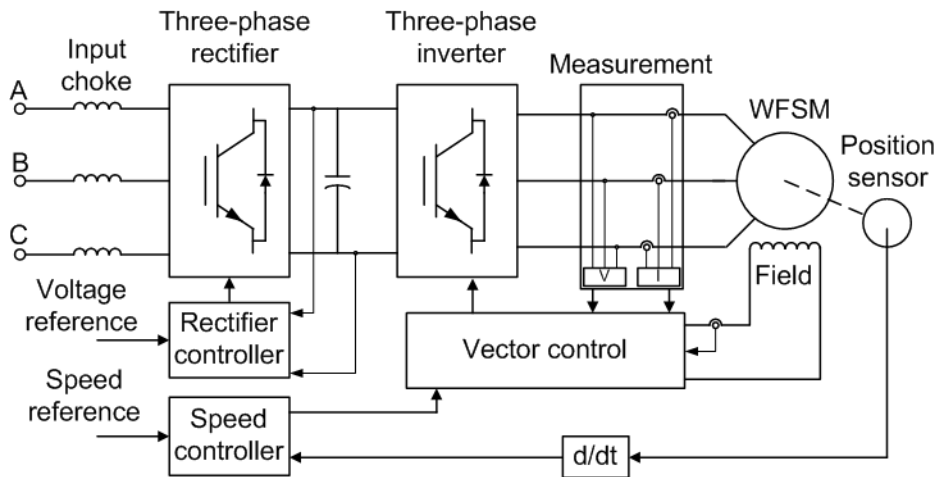 Three-phase
rectifier
Three-phase
inverter
Input
choke
Measurement
A
WFSM
B
Position
sensor
C
V
I
Field
Voltage
reference
Rectifier
controller
Vector control
Speed
reference
Speed
controller
d/dt